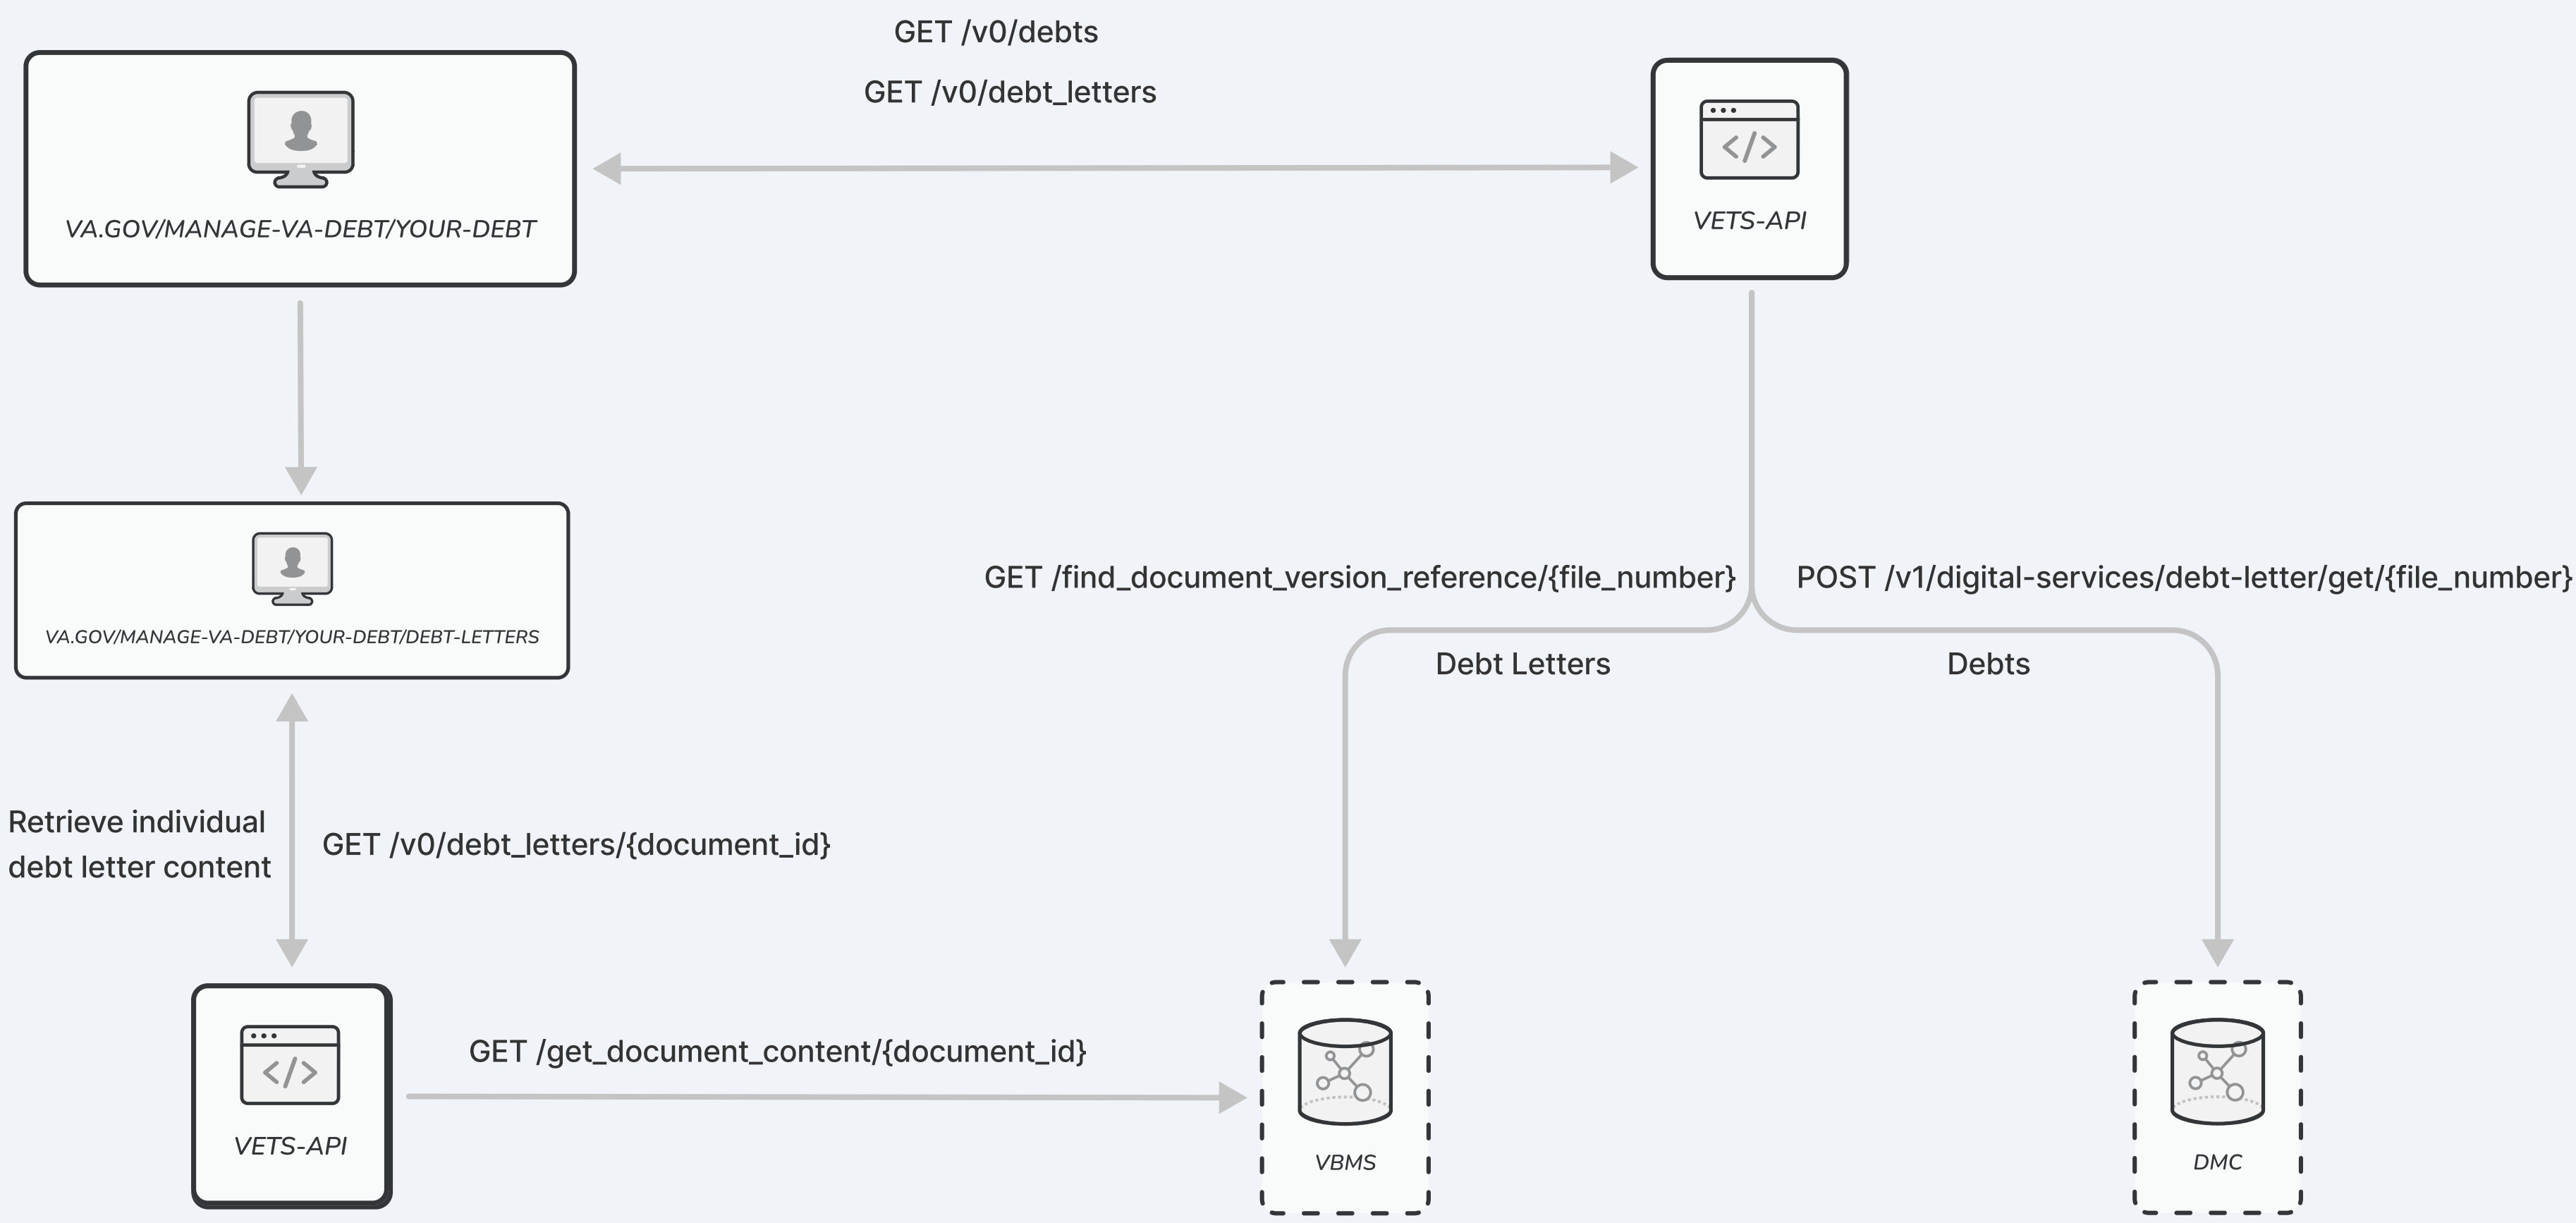 GET /v0/debts
GET /v0/debt_letters
VA.GOV/MANAGE-VA-DEBT/YOUR-DEBT
VETS-API
GET /find_document_version_reference/{file_number}
POST /v1/digital-services/debt-letter/get/{file_number}
VA.GOV/MANAGE-VA-DEBT/YOUR-DEBT/DEBT-LETTERS
Debt Letters
Debts
Retrieve individual
debt letter content
GET /v0/debt_letters/{document_id}
GET /get_document_content/{document_id}
VETS-API
VBMS
DMC